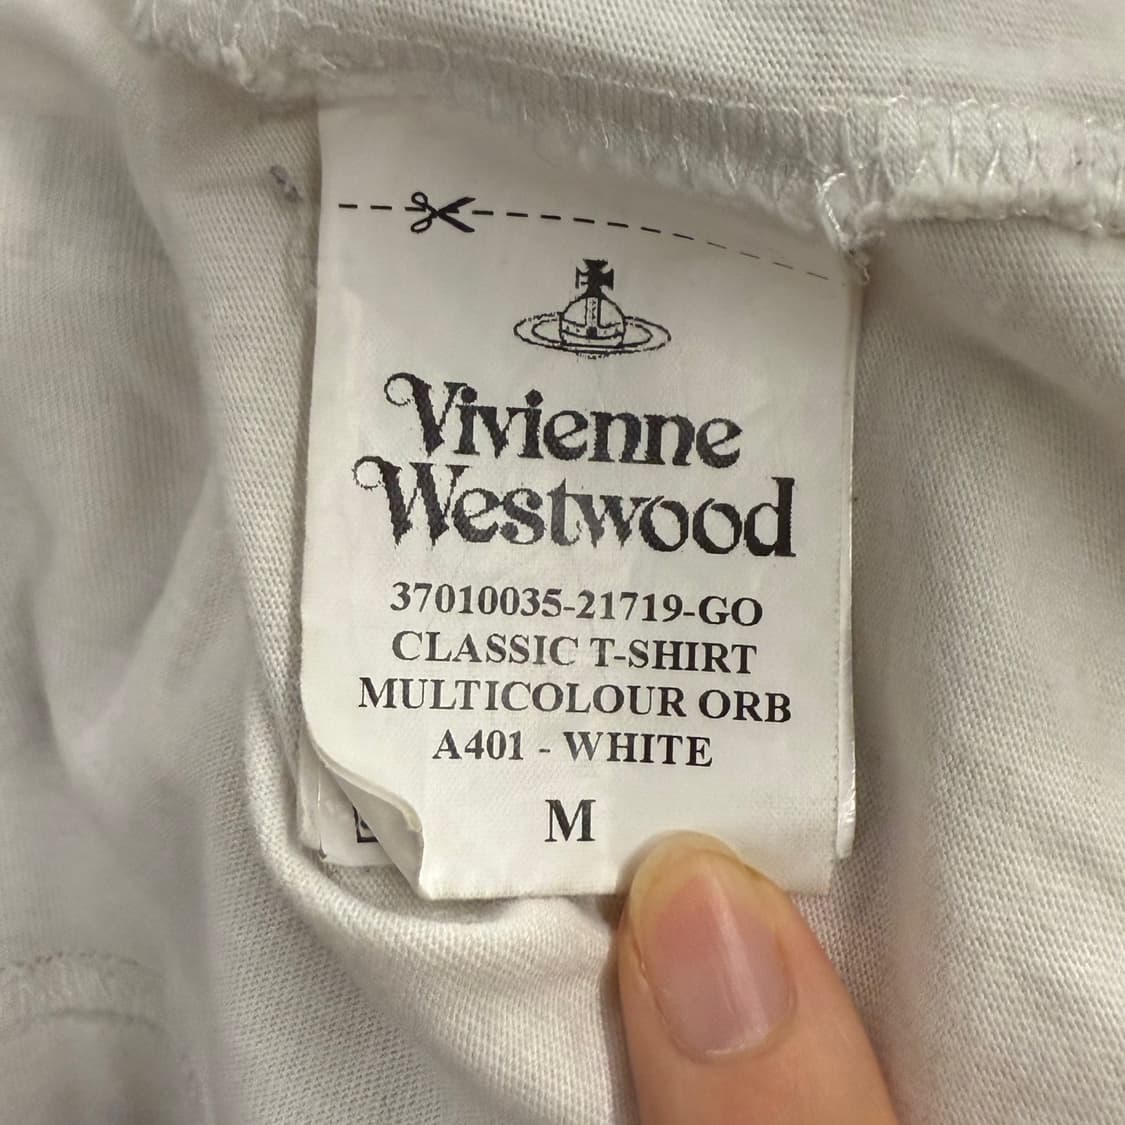 Vivienne
Westwood
37010035-21719-GO
CLASSIC T-SHIRT
MULTICOLOUR ORB
A401 - WHITE
M